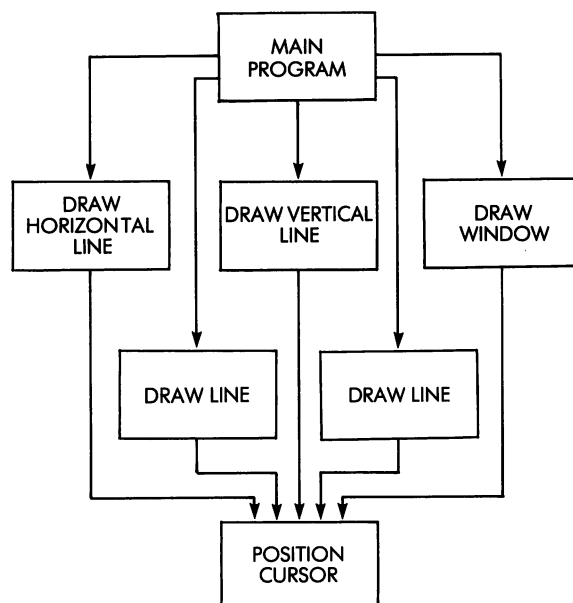 MAIN
PROGRAM
DRAW
HORIZONTAL
LINE
DRAW VERTICAL
LINE
DRAW
WINDOW
DRAW LINE
DRAW LINE
POSITION
CURSOR